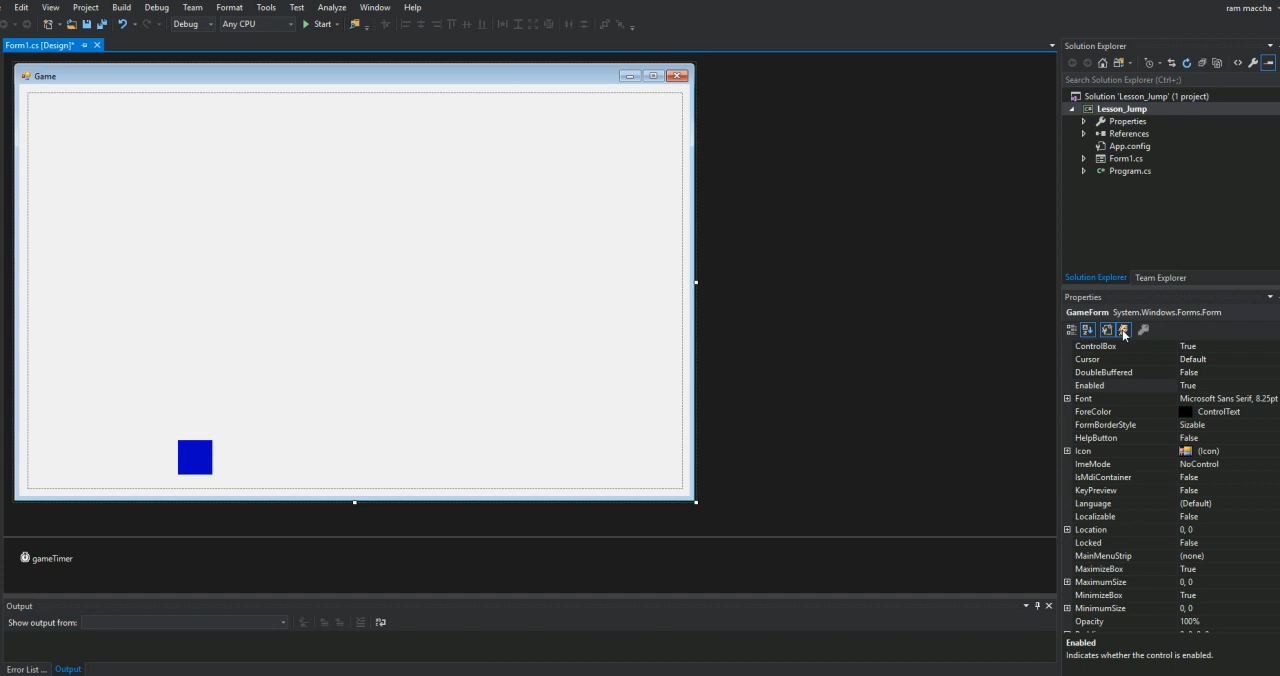 Edit View Project Build Debug Team Format Tools Test Analyze Window Help ram maccha
Debug Any CPU Start
Form1.cs [Design]*
Game
gameTimer
Output
Show output from:
Error List ... Output
Solution Explorer
Search Solution Explorer (Ctrl+;)
Solution 'Lesson_Jump' (1 project)
Lesson_Jump
Properties
References
App.config
Form1.cs
Program.cs
Solution Explorer Team Explorer
Properties
GameForm System.Windows.Forms.Form
ControlBox True
Cursor Default
DoubleBuffered False
Enabled True
Font Microsoft Sans Serif, 8.25pt
ForeColor ControlText
FormBorderStyle Sizable
HelpButton False
Icon (Icon)
ImeMode NoControl
IsMdiContainer False
KeyPreview False
Language (Default)
Localizable False
Location 0, 0
Locked False
MainMenuStrip (none)
MaximizeBox True
MaximumSize 0, 0
MinimizeBox True
MinimumSize 0, 0
Opacity 100%
Enabled
Indicates whether the control is enabled.